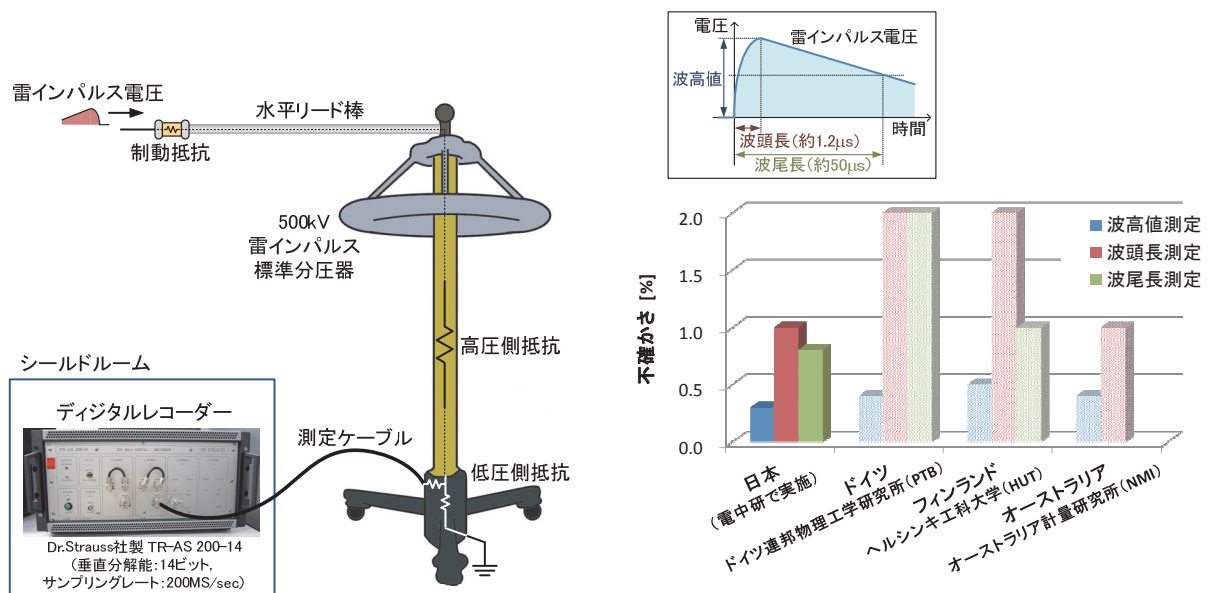 雷インパルス電圧
制動抵抗
水平リード棒
500kV
雷インパルス
標準分圧器
高圧側抵抗
シールドルーム
ディジタルレコーダー
測定ケーブル
低圧側抵抗
Dr.Strauss社製 TR-AS 200-14
(垂直分解能:14ビット,
サンプリングレート:200MS/sec)
電圧
雷インパルス電圧
波高値
時間
波頭長(約1.2μs)
波尾長(約50μs)
不確かさ [%]
2.0
1.5
1.0
0.5
0.0
波高値測定
波頭長測定
波尾長測定
日本
(電中研で実施)
ドイツ
ドイツ連邦物理工学研究所(PTB)
フィンランド
ヘルシンキ工科大学(HUT)
オーストラリア
オーストラリア計量研究所(NMI)